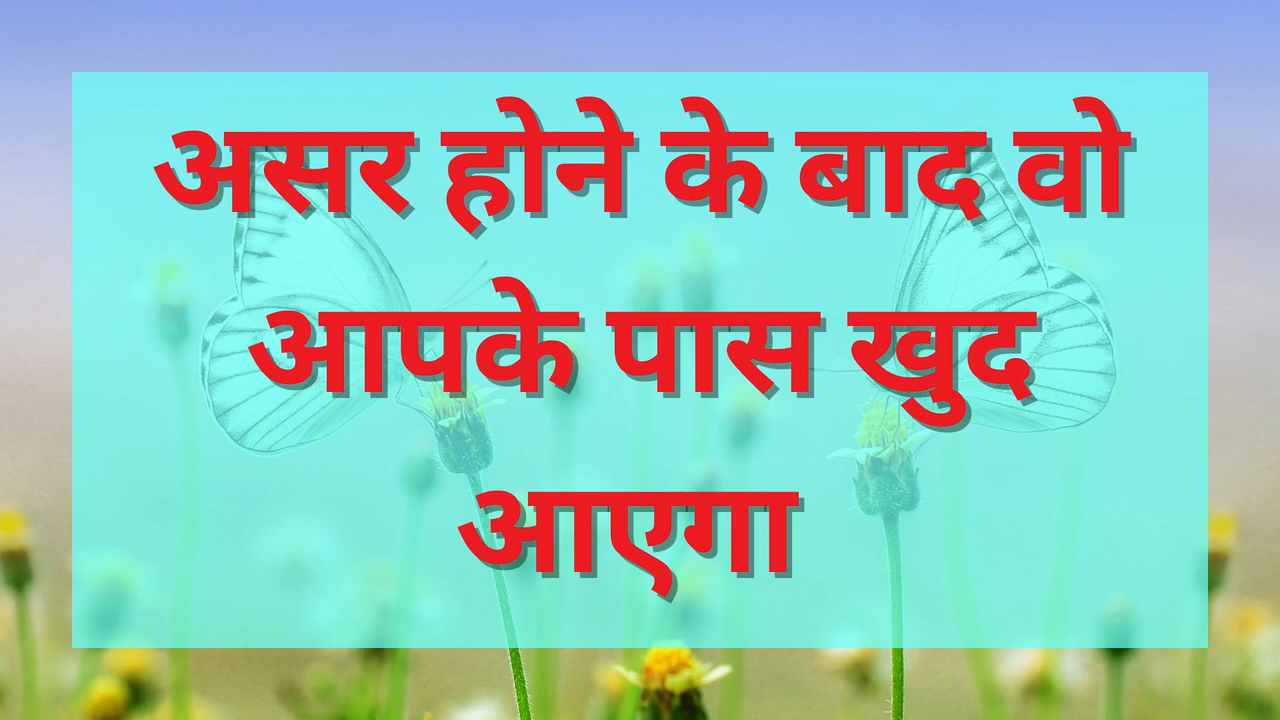 असर होने के बाद वो
आपके पास खुद
आएगा